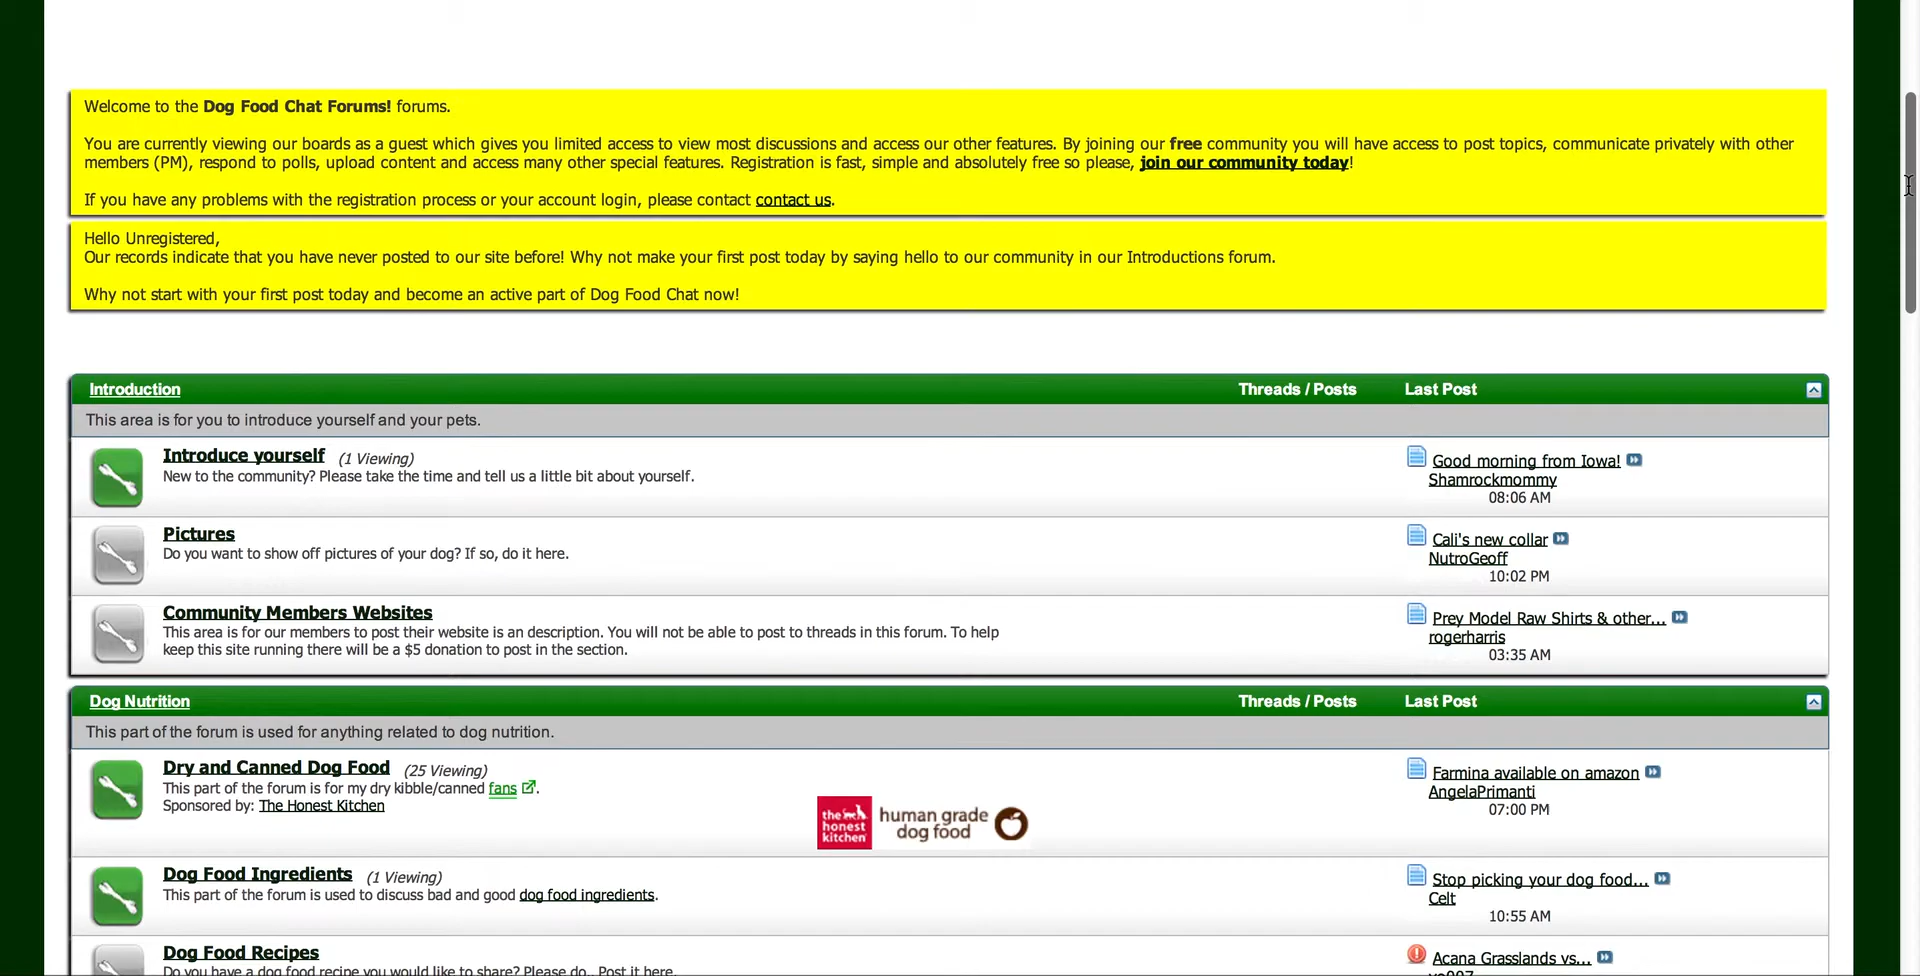 Welcome to the Dog Food Chat Forums! forums.
You are currently viewing our boards as a guest which gives you limited access to view most discussions and access our other features. By joining our free community you will have access to post topics, communicate privately with other
members (PM), respond to polls, upload content and access many other special features. Registration is fast, simple and absolutely free so please, join our community today!
If you have any problems with the registration process or your account login, please contact contact us.
Hello Unregistered,
Our records indicate that you have never posted to our site before! Why not make your first post today by saying hello to our community in our Introductions forum.
Why not start with your first post today and become an active part of Dog Food Chat now!
Introduction Threads / Posts Last Post
This area is for you to introduce yourself and your pets.
Introduce yourself (1 Viewing)
New to the community? Please take the time and tell us a little bit about yourself.
Good morning from Iowa!
Shamrockmommy
08:06 AM
Pictures
Do you want to show off pictures of your dog? If so, do it here.
Cali's new collar
NutroGeoff
10:02 PM
Community Members Websites
This area is for our members to post their website is an description. You will not be able to post to threads in this forum. To help
keep this site running there will be a $5 donation to post in the section.
Prey Model Raw Shirts & other...
rogerharris
03:35 AM
Dog Nutrition Threads / Posts Last Post
This part of the forum is used for anything related to dog nutrition.
Dry and Canned Dog Food (25 Viewing)
This part of the forum is for my dry kibble/canned fans.
Sponsored by: The Honest Kitchen
the honest kitchen
human grade
dog food
Farmina available on amazon
AngelaPrimanti
07:00 PM
Dog Food Ingredients (1 Viewing)
This part of the forum is used to discuss bad and good dog food ingredients.
Stop picking your dog food...
Celt
10:55 AM
Dog Food Recipes
Do you have a dog food recipe you would like to share? Please do.. Post it here.
Acana Grasslands vs...